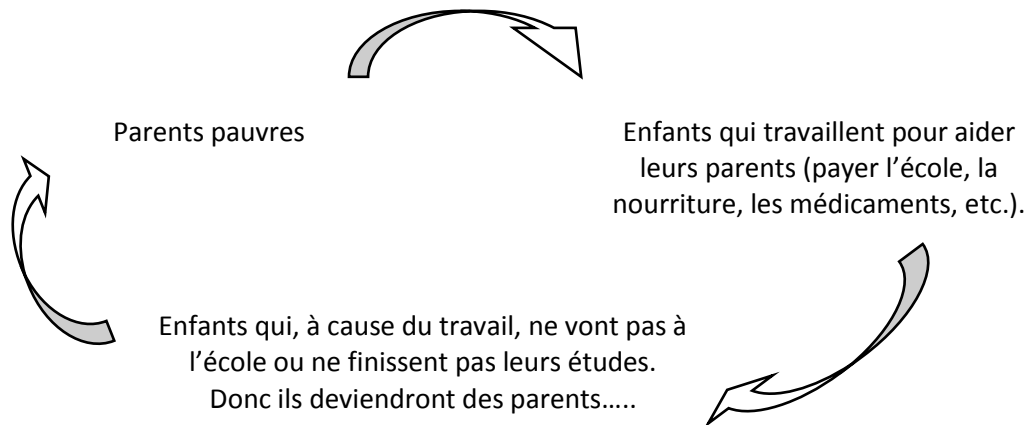 Parents pauvres
Enfants qui travaillent pour aider
leurs parents (payer l’école, la
nourriture, les médicaments, etc.).
Enfants qui, à cause du travail, ne vont pas à
l’école ou ne finissent pas leurs études.
Donc ils deviendront des parents…..